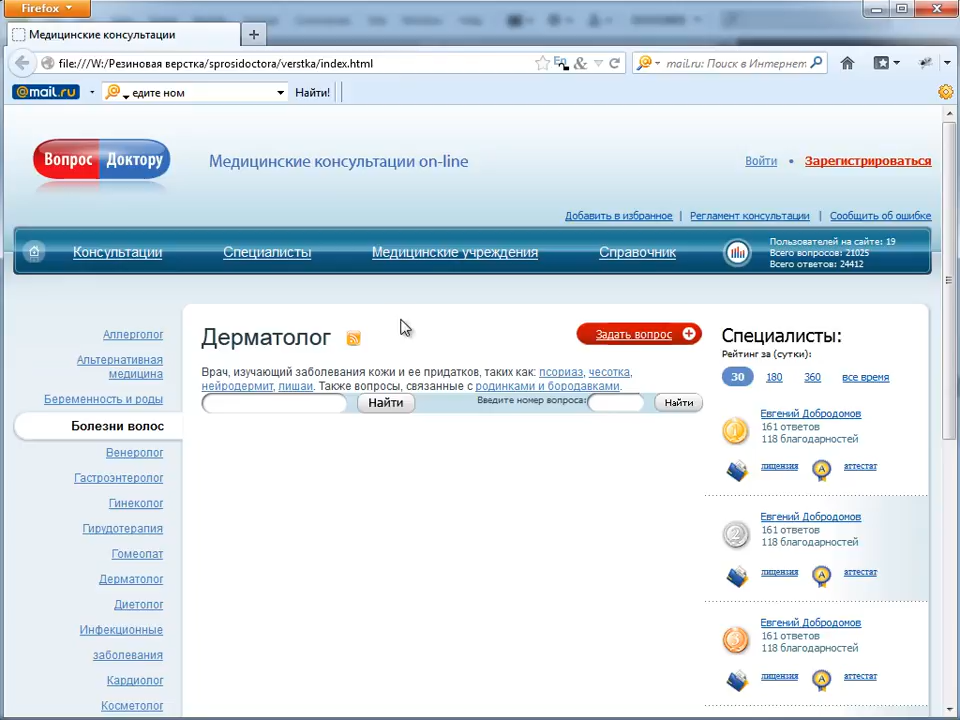 Firefox
Медицинские консультации
file:///W:/Резиновая верстка/sprosidoctora/verstka/index.html
mail.ru: Поиск в Интернет
@mail.ru
едите ном
Найти!
Вопрос Доктору
Медицинские консультации on-line
Войти • Зарегистрироваться
Добавить в избранное | Регламент консультации | Сообщить об ошибке
Консультации
Специалисты
Медицинские учреждения
Справочник
Пользователей на сайте: 19
Всего вопросов: 21025
Всего ответов: 24412
Аллерголог
Альтернативная
медицина
Беременность и роды
Болезни волос
Венеролог
Гастроэнтеролог
Гинеколог
Гирудотерапия
Гомеопат
Дерматолог
Диетолог
Инфекционные
заболевания
Кардиолог
Косметолог
Дерматолог
Задать вопрос
Врач, изучающий заболевания кожи и ее придатков, таких как: псориаз, чесотка,
нейродермит, лишаи. Также вопросы, связанные с родинками и бородавками.
Найти
Введите номер вопроса:
Найти
Специалисты:
Рейтинг за (сутки):
30 180 360 все время
Евгений Добродомов
161 ответов
118 благодарностей
лицензия
аттестат
2
Евгений Добродомов
161 ответов
118 благодарностей
лицензия
аттестат
3
Евгений Добродомов
161 ответов
118 благодарностей
лицензия
аттестат